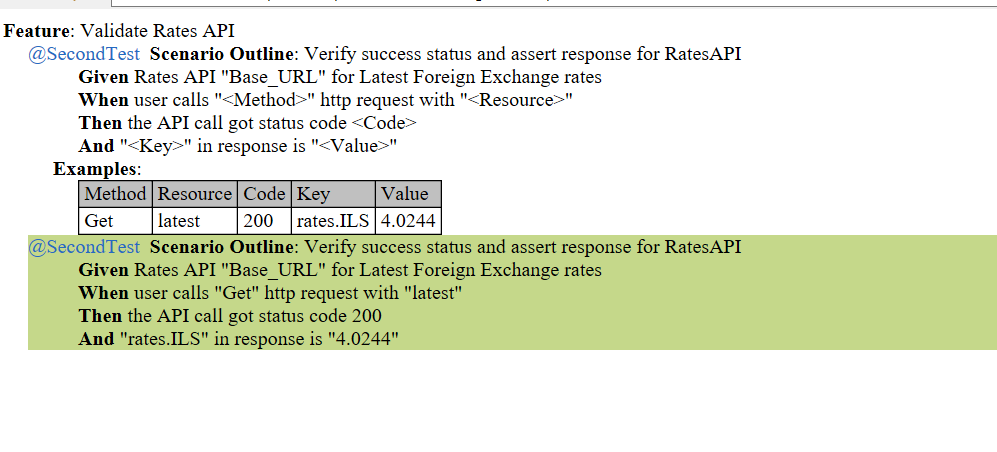 Feature: Validate Rates API
@SecondTest Scenario Outline: Verify success status and assert response for RatesAPI
Given Rates API "Base_URL" for Latest Foreign Exchange rates
When user calls "<Method>" http request with "<Resource>"
Then the API call got status code <Code>
And "<Key>" in response is "<Value>"
Examples:
Method Resource Code Key Value
Get latest 200 rates.ILS 4.0244
@SecondTest Scenario Outline: Verify success status and assert response for RatesAPI
Given Rates API "Base_URL" for Latest Foreign Exchange rates
When user calls "Get" http request with "latest"
Then the API call got status code 200
And "rates.ILS" in response is "4.0244"